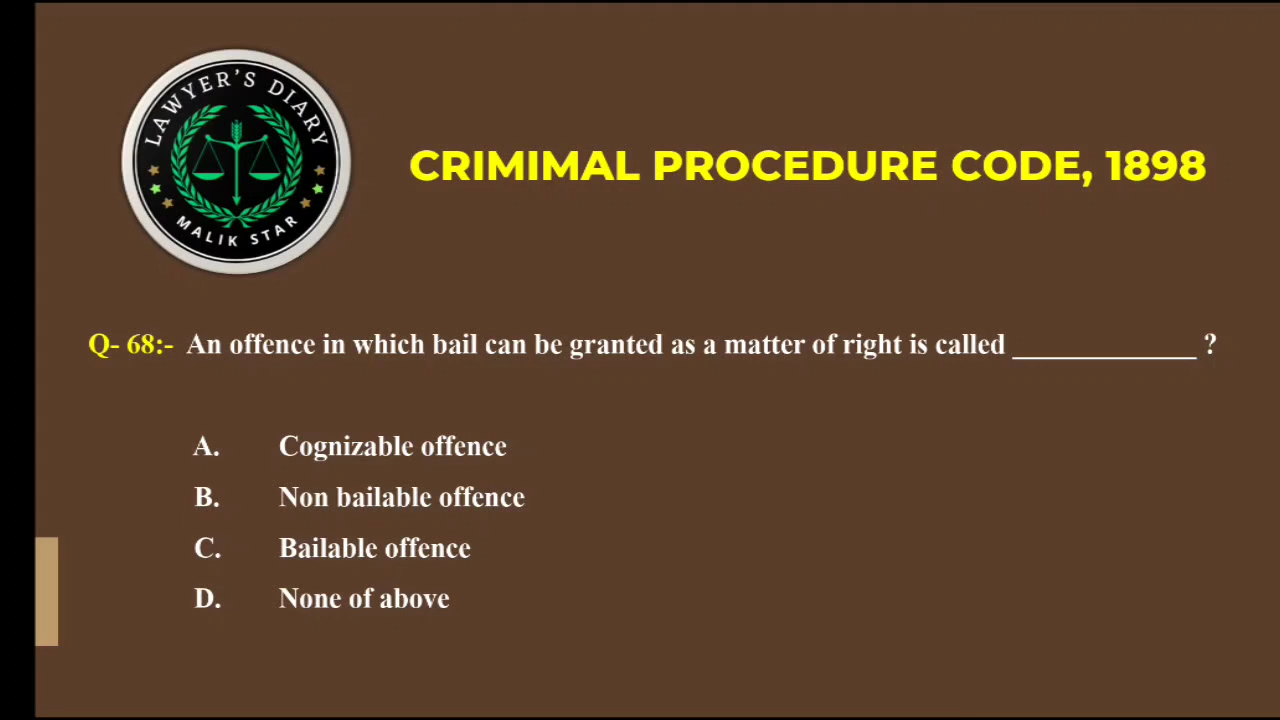 LAWYER'S DIARY
MALIK STAR
CRIMIMAL PROCEDURE CODE, 1898
Q- 68:- An offence in which bail can be granted as a matter of right is called _____________ ?
A. Cognizable offence
B. Non bailable offence
C. Bailable offence
D. None of above